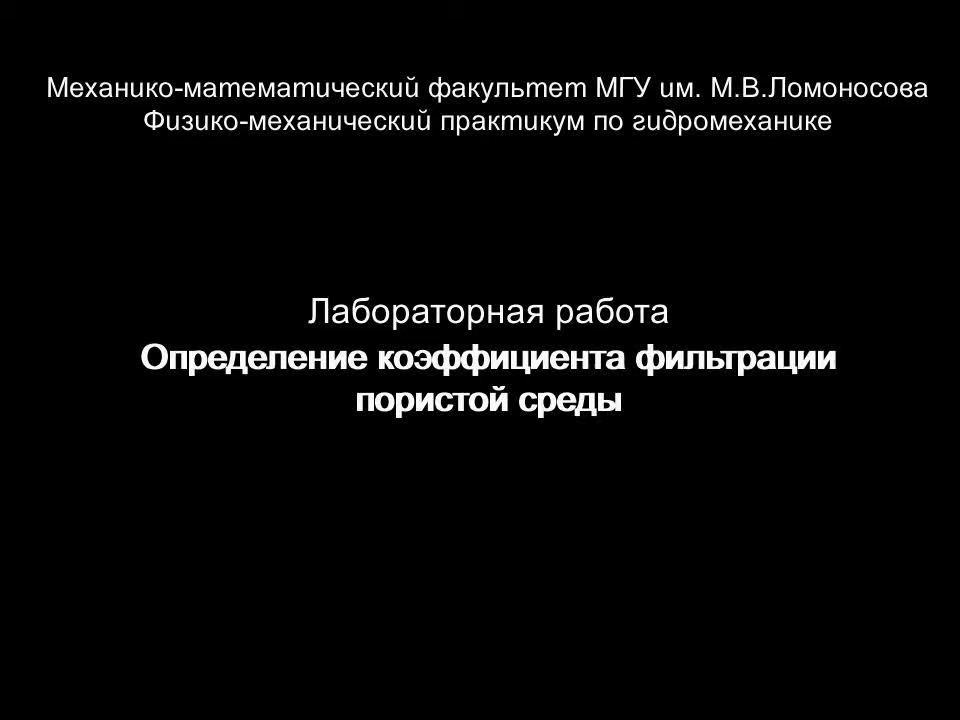 Механико-математический факультет МГУ им. М.В.Ломоносова
Физико-механический практикум по гидромеханике
Лабораторная работа
Определение коэффициента фильтрации
пористой среды